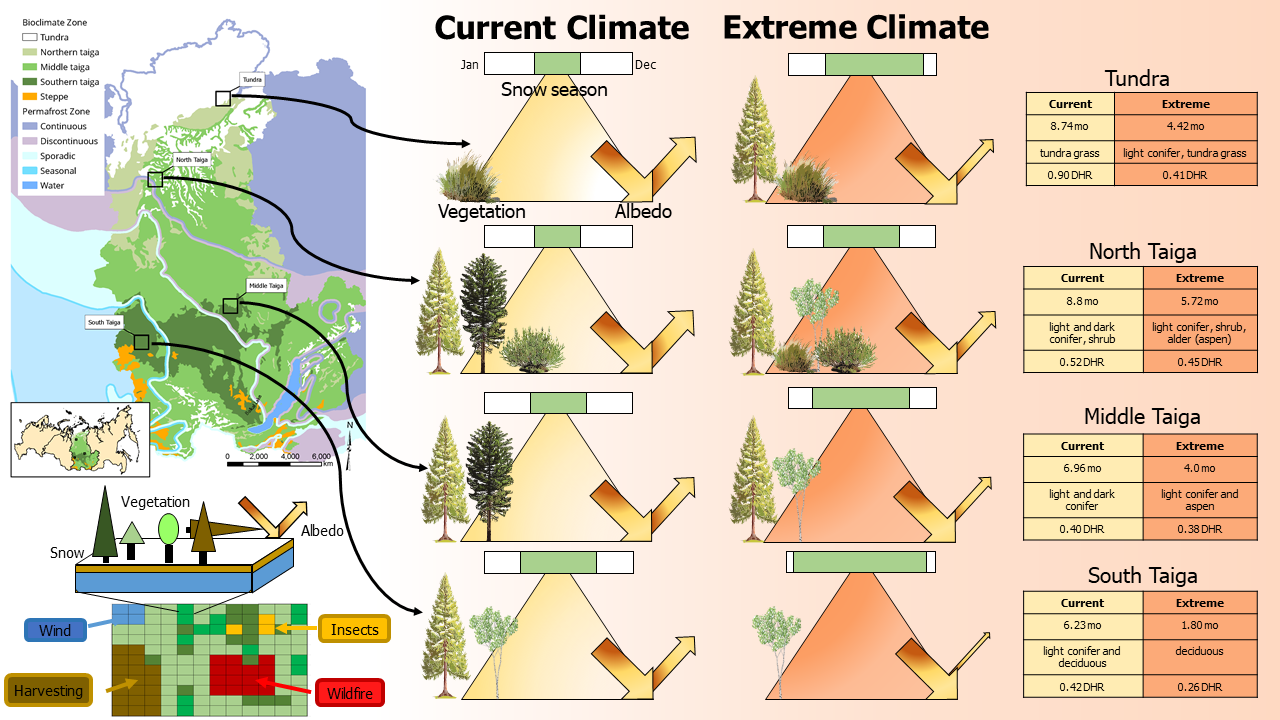 Bioclimate Zone
Tundra
Northern taiga
Middle taiga
Southern taiga
Steppe
Permafrost Zone
Continuous
Discontinuous
Sporadic
Seasonal
Water
Tundra
North Taiga
Middle Taiga
South Taiga
N
0 2,000 4,000 6,000
km
Vegetation
Albedo
Snow
Wind
Insects
Harvesting
Wildfire
Current Climate
Extreme Climate
Jan
Dec
Snow season
Vegetation
Albedo
Tundra
Current Extreme
8.74 mo 4.42 mo
tundra grass light conifer, tundra grass
0.90 DHR 0.41 DHR
North Taiga
Current Extreme
8.8 mo 5.72 mo
light and dark
conifer, shrub
light conifer, shrub,
alder (aspen)
0.52 DHR 0.45 DHR
Middle Taiga
Current Extreme
6.96 mo 4.0 mo
light and dark
conifer
light conifer and
aspen
0.40 DHR 0.38 DHR
South Taiga
Current Extreme
6.23 mo 1.80 mo
light conifer and
deciduous
deciduous
0.42 DHR 0.26 DHR